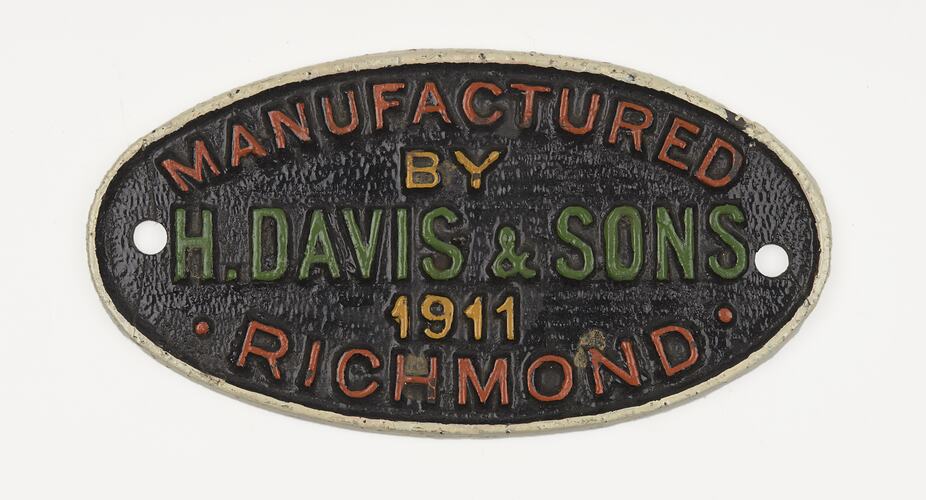 MANUFACTURED
BY
H. DAVIS & SONS
1911
• RICHMOND •